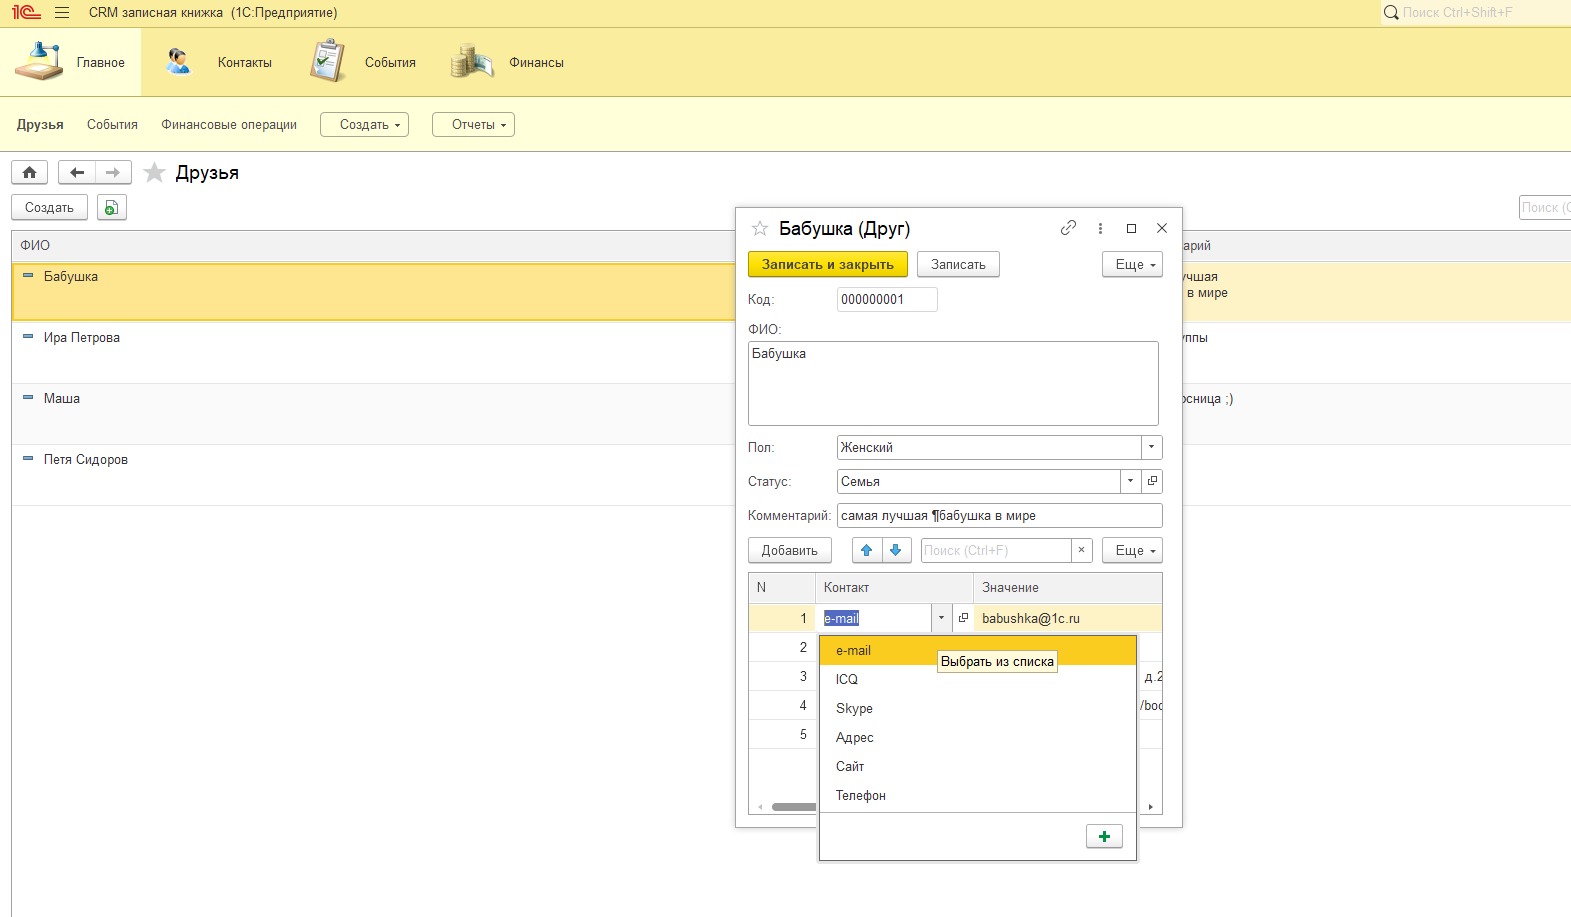 1С CRM записная книжка (1С:Предприятие) Поиск Ctrl+Shift+F
Главное Контакты События Финансы
Друзья События Финансовые операции Создать Отчеты
Друзья
Создать Поиск (C
ФИО
Бабушка
Ира Петрова
Маша
Петя Сидоров
арий
учшая
в мире
уппы
рсница ;)
Бабушка (Друг)
Записать и закрыть Записать Еще
Код: 000000001
ФИО:
Бабушка
Пол: Женский
Статус: Семья
Комментарий: самая лучшая ¶бабушка в мире
Добавить Поиск (Ctrl+F) × Еще
N Контакт Значение
1 e-mail babushka@1c.ru
2
3 д.2
4 /boo
5
e-mail
Выбрать из списка
ICQ
Skype
Адрес
Сайт
Телефон